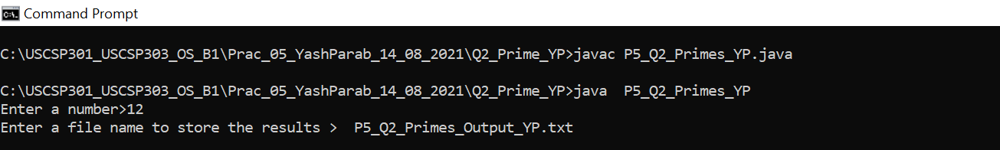 Command Prompt
C:\USCSP301_USCSP303_OS_B1\Prac_05_YashParab_14_08_2021\Q2_Prime_YP>javac P5_Q2_Primes_YP.java
C:\USCSP301_USCSP303_OS_B1\Prac_05_YashParab_14_08_2021\Q2_Prime_YP>java  P5_Q2_Primes_YP
Enter a number>12
Enter a file name to store the results >  P5_Q2_Primes_Output_YP.txt